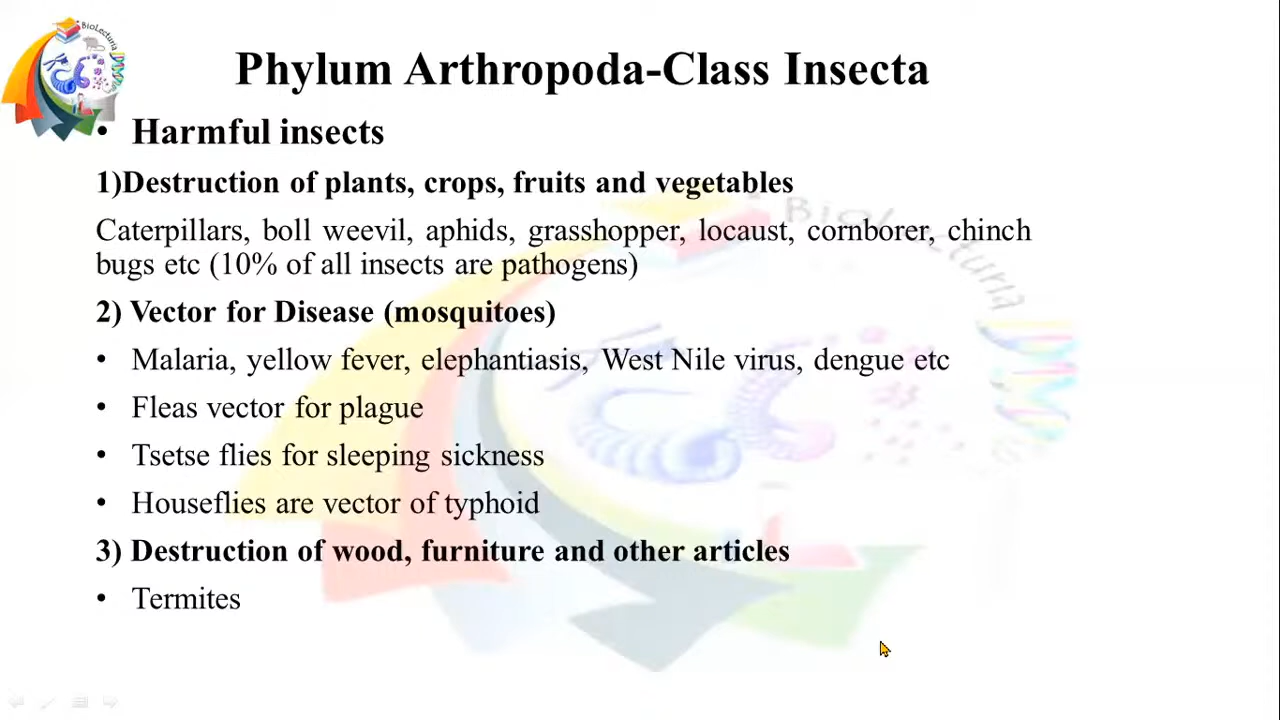 BioLecturia
Phylum Arthropoda-Class Insecta
• Harmful insects
1)Destruction of plants, crops, fruits and vegetables
Caterpillars, boll weevil, aphids, grasshopper, locaust, cornborer, chinch
bugs etc (10% of all insects are pathogens)
2) Vector for Disease (mosquitoes)
• Malaria, yellow fever, elephantiasis, West Nile virus, dengue etc
• Fleas vector for plague
• Tsetse flies for sleeping sickness
• Houseflies are vector of typhoid
3) Destruction of wood, furniture and other articles
• Termites
BioLecturia